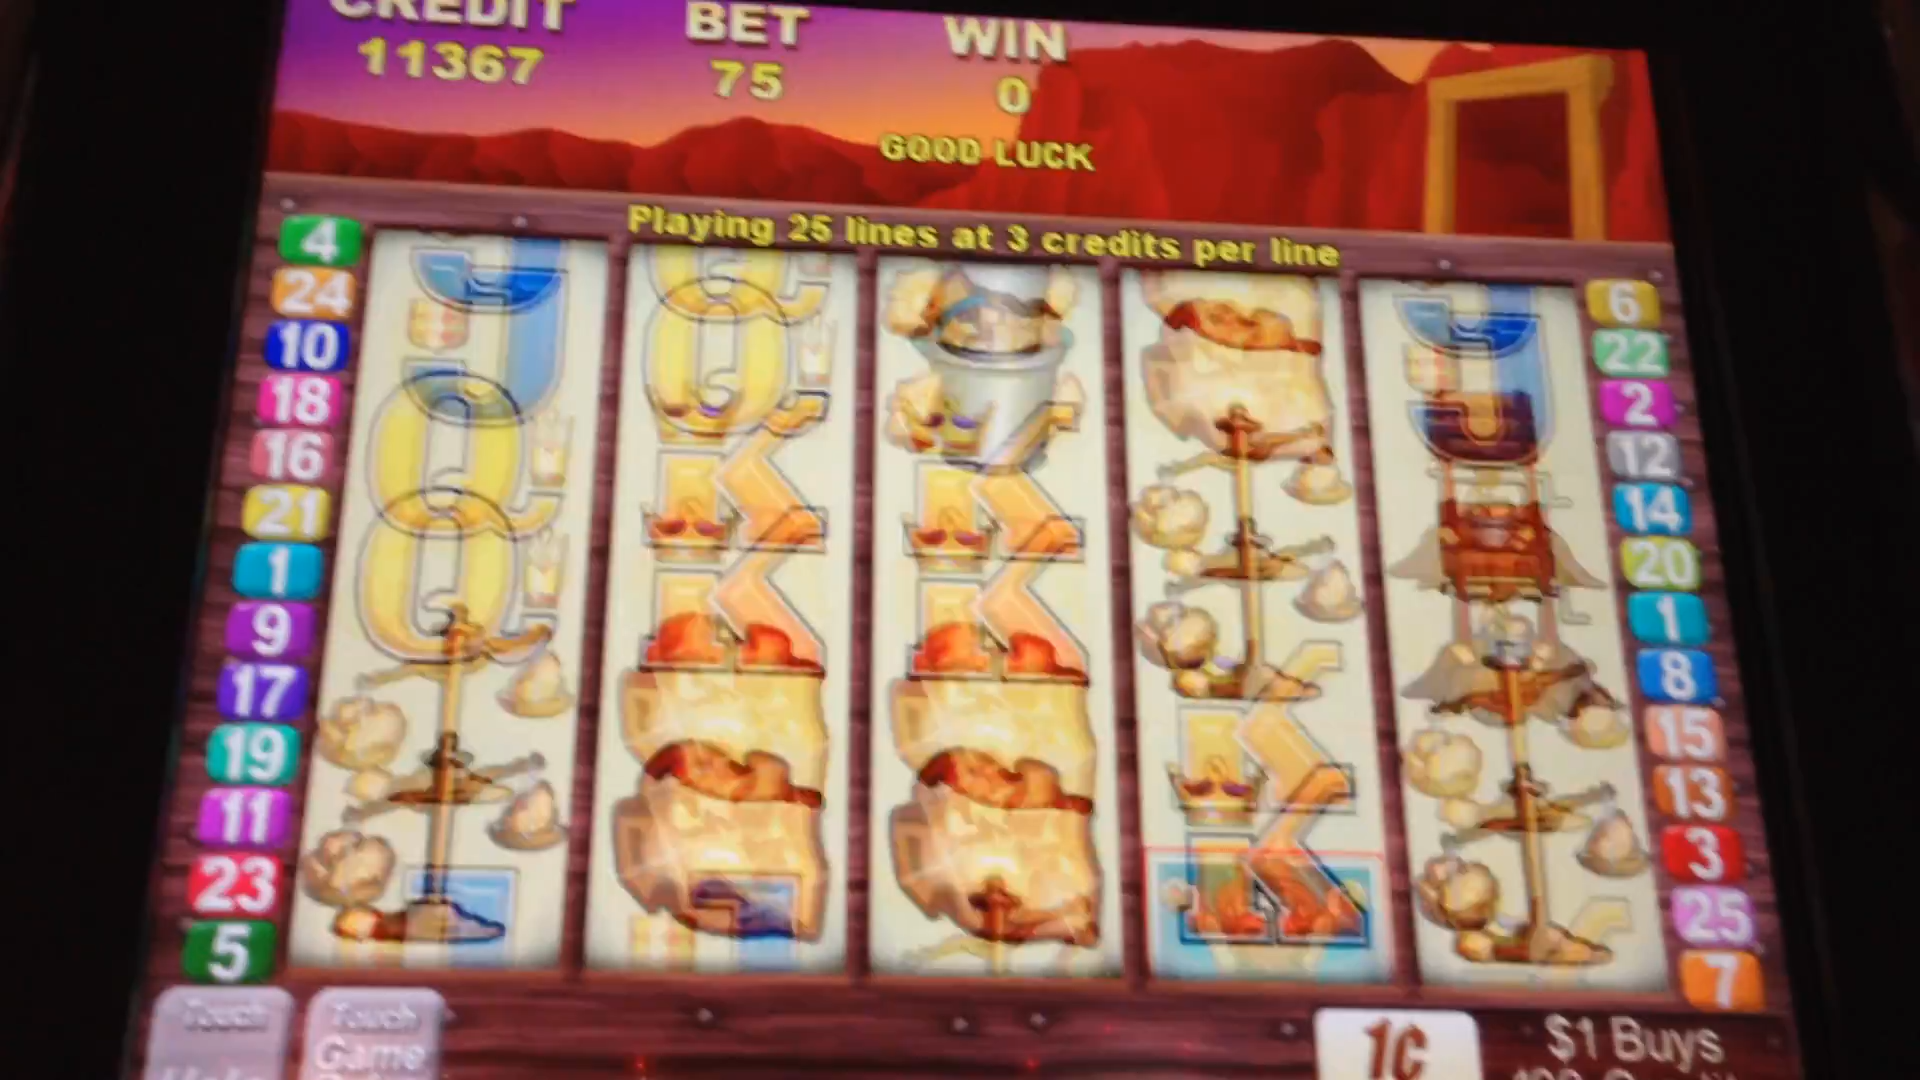 CREDIT BET WIN
11367 75 0
GOOD LUCK
Playing 25 lines at 3 credits per line
4
24
10
18
16
21
1
9
17
19
11
23
5
6
22
2
12
14
20
1
8
15
13
3
25
7
J Q Q
Q K K
K K
K K
J
Touch
Touch
Game
1C
$1 Buys